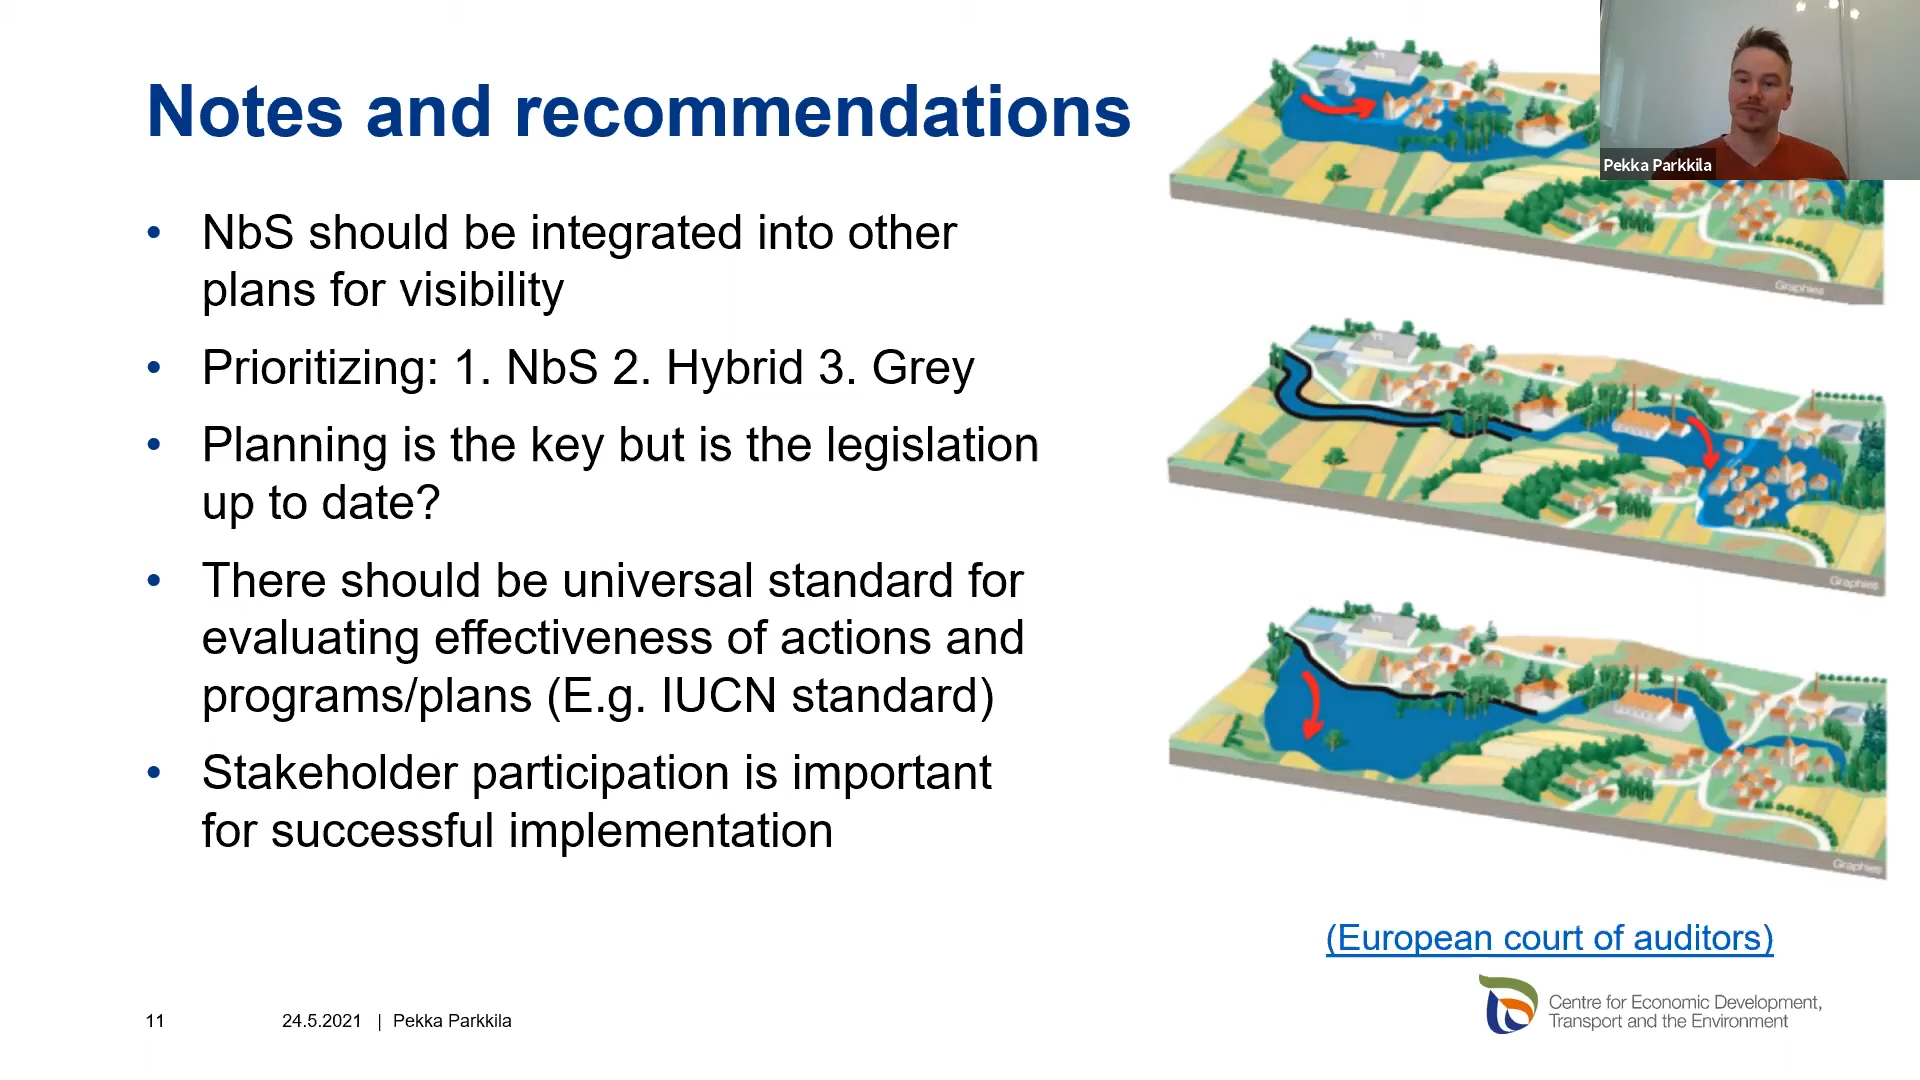 Notes and recommendations
• NbS should be integrated into other
plans for visibility
• Prioritizing: 1. NbS 2. Hybrid 3. Grey
• Planning is the key but is the legislation
up to date?
• There should be universal standard for
evaluating effectiveness of actions and
programs/plans (E.g. IUCN standard)
• Stakeholder participation is important
for successful implementation
Pekka Parkkila
Graphies
Graphies
Graphies
(European court of auditors)
11
24.5.2021 | Pekka Parkkila
Centre for Economic Development,
Transport and the Environment